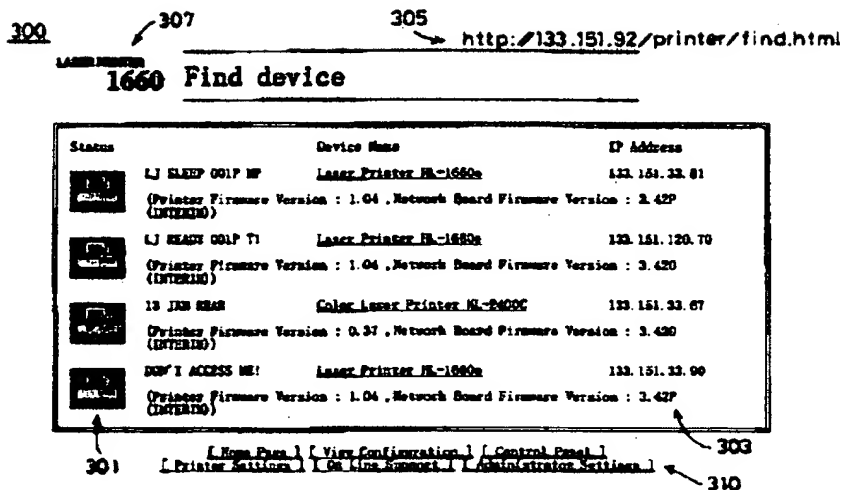 300 307 305 http://133.151.92/printer/find.html
LASER PRINTER
1660 Find device
Status Device Name IP Address
LJ SLEEP 001P NP Laser Printer HL-1660e 133.151.33.81
(Printer Firmware Version : 1.04 , Network Board Firmware Version : 3.42P
(INTERIM))
LJ READY 001P T1 Laser Printer HL-1660e 133.151.120.70
(Printer Firmware Version : 1.04 , Network Board Firmware Version : 3.420
(INTERIM))
13 JAM REAR Color Laser Printer HL-2400C 133.151.33.67
(Printer Firmware Version : 0.37 , Network Board Firmware Version : 3.420
(INTERIM))
DON'T ACCESS ME! Laser Printer HL-1660e 133.151.33.90
(Printer Firmware Version : 1.04 , Network Board Firmware Version : 3.42P
(INTERIM))
301 303
[ Home Page ] [ View Configuration ] [ Control Panel ]
[ Printer Settings ] [ On Line Support ] [ Administrator Settings ]
310